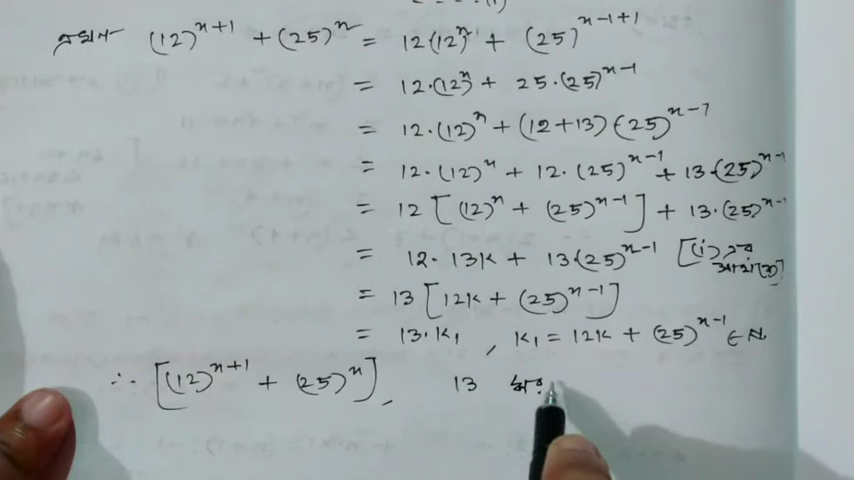 এখন (12)^{n+1} + (25)^n = 12(12)^n + (25)^{n-1+1}
= 12·(12)^n + 25·(25)^{n-1}
= 12·(12)^n + (12+13)(25)^{n-1}
= 12·(12)^n + 12·(25)^{n-1} + 13·(25)^{n-1}
= 12[(12)^n + (25)^{n-1}] + 13·(25)^{n-1}
= 12·13k + 13·(25)^{n-1} [(i) এর সাহায্যে]
= 13[12k + (25)^{n-1}]
= 13·k₁, k₁ = 12k + (25)^{n-1} ∈ N
∴ [(12)^{n+1} + (25)^n], 13